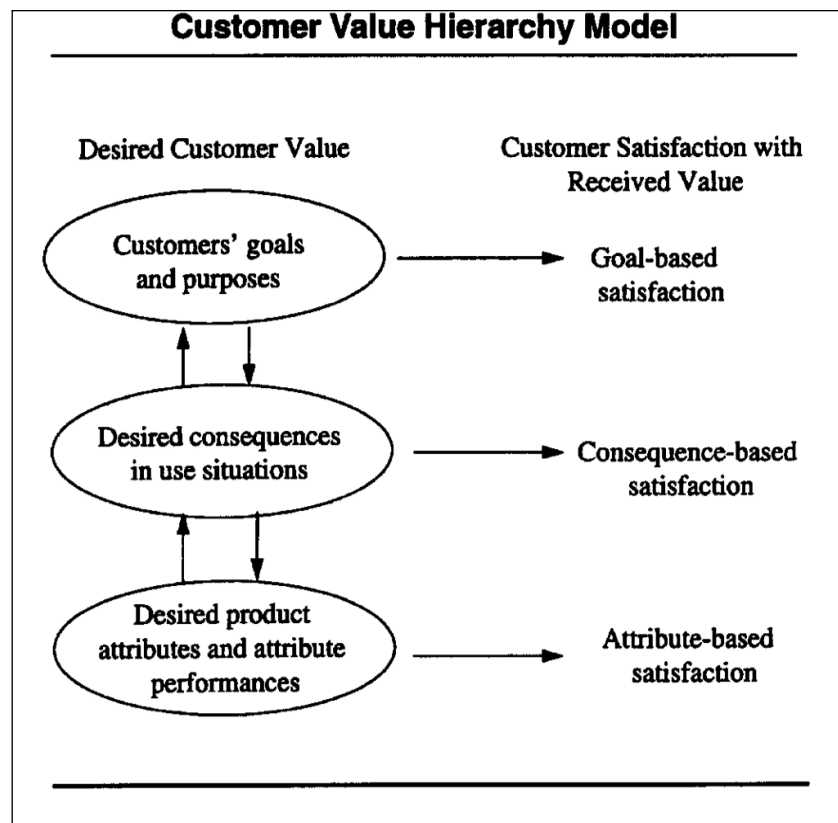 Customer Value Hierarchy Model
Desired Customer Value
Customer Satisfaction with
Received Value
Customers' goals
and purposes
Goal-based
satisfaction
Desired consequences
in use situations
Consequence-based
satisfaction
Desired product
attributes and attribute
performances
Attribute-based
satisfaction